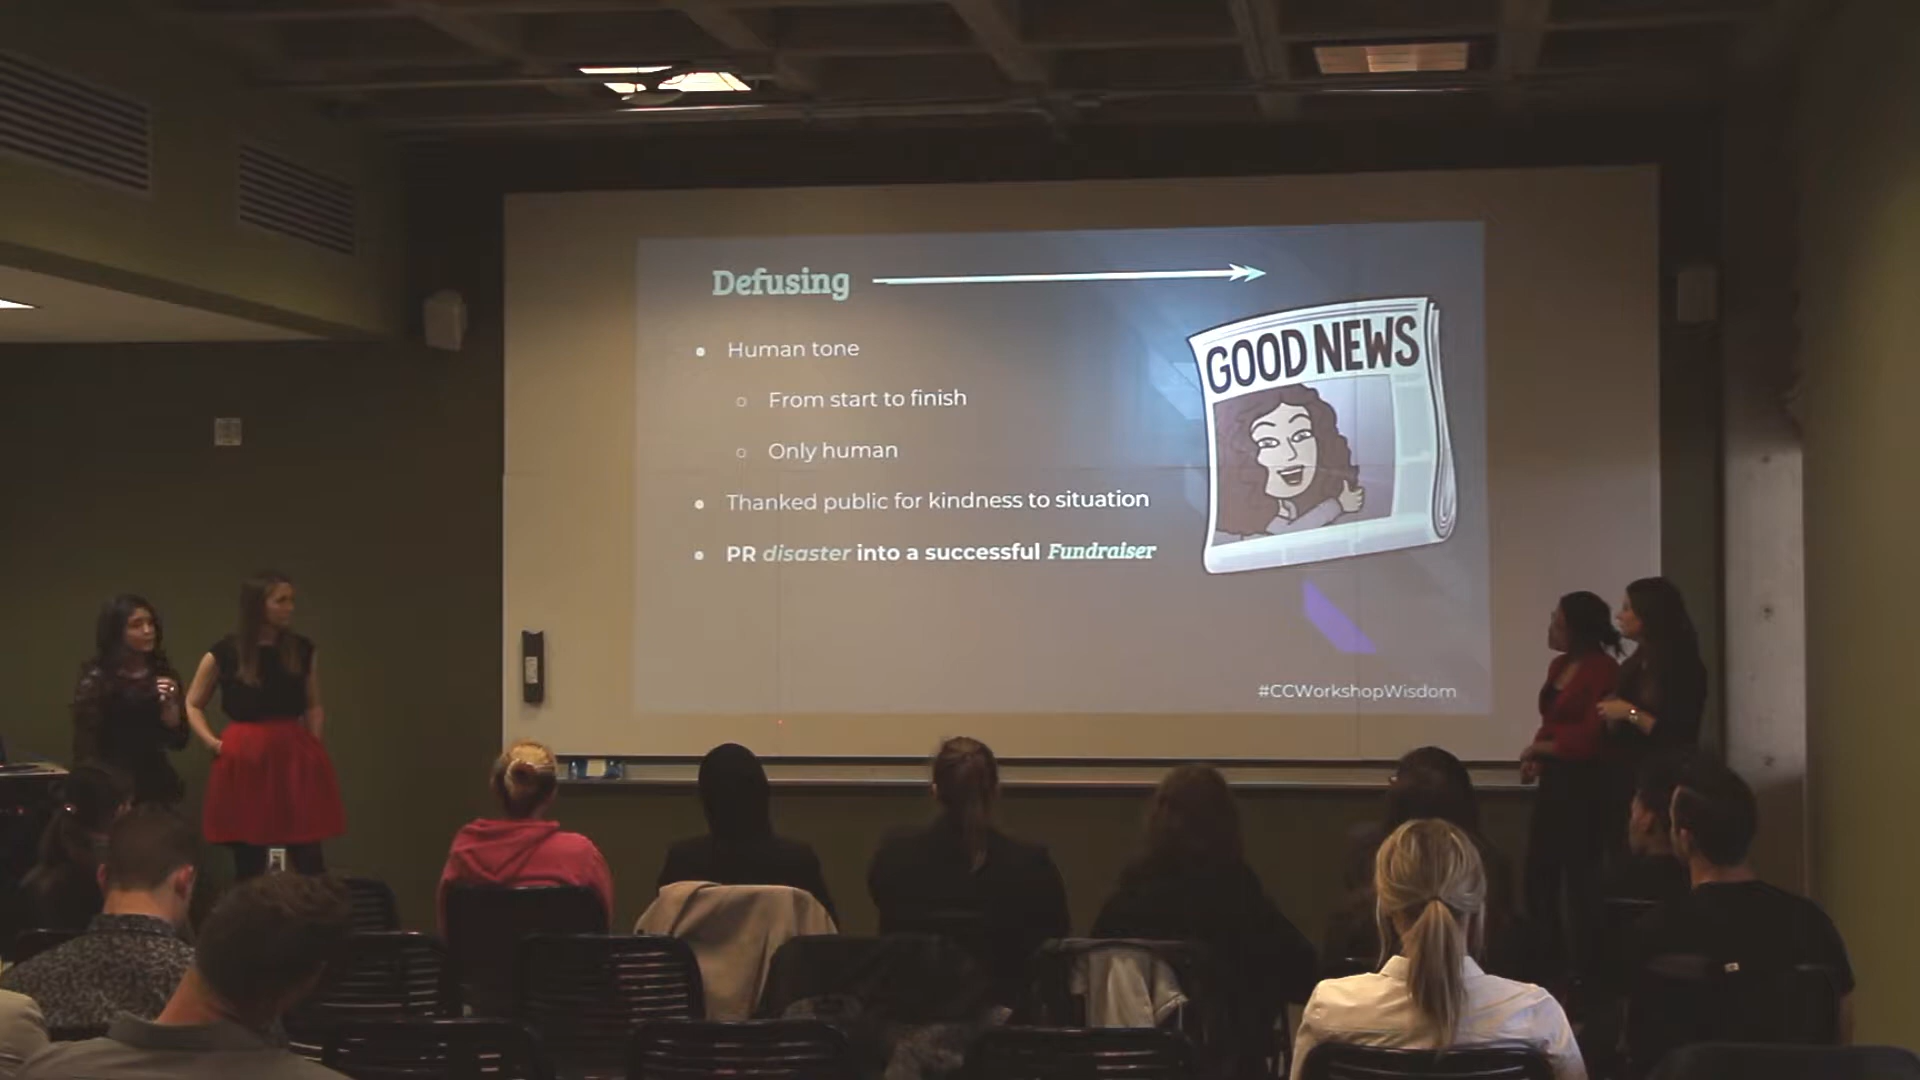 Defusing
Human tone
From start to finish
Only human
Thanked public for kindness to situation
PR disaster into a successful Fundraiser
GOOD NEWS
#CCWorkshopWisdom